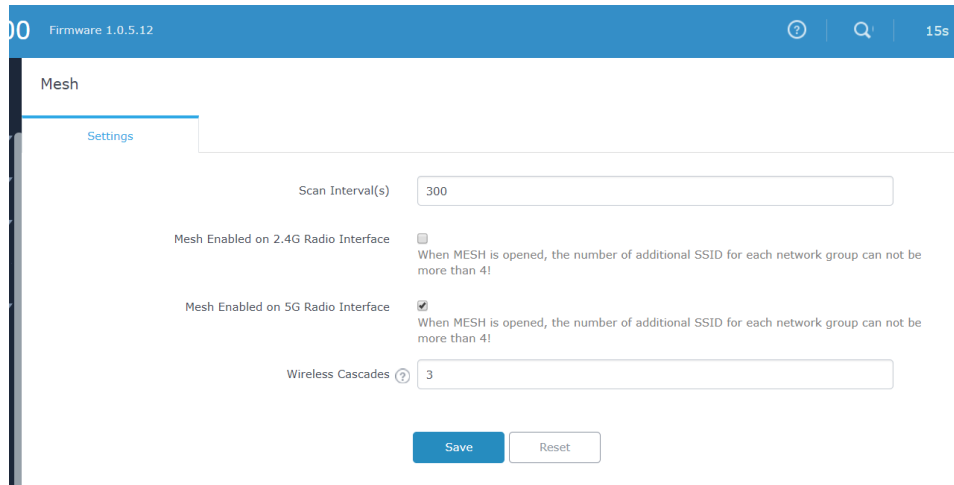 00 Firmware 1.0.5.12 ? 15s
Mesh
Settings
Scan Interval(s) 300
Mesh Enabled on 2.4G Radio Interface
When MESH is opened, the number of additional SSID for each network group can not be
more than 4!
Mesh Enabled on 5G Radio Interface
When MESH is opened, the number of additional SSID for each network group can not be
more than 4!
Wireless Cascades ? 3
Save Reset